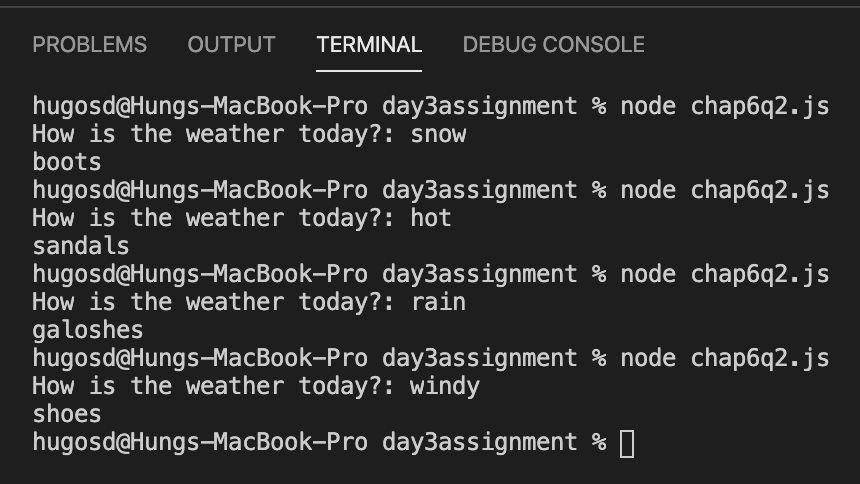 PROBLEMS OUTPUT TERMINAL DEBUG CONSOLE
hugosd@Hungs-MacBook-Pro day3assignment % node chap6q2.js
How is the weather today?: snow
boots
hugosd@Hungs-MacBook-Pro day3assignment % node chap6q2.js
How is the weather today?: hot
sandals
hugosd@Hungs-MacBook-Pro day3assignment % node chap6q2.js
How is the weather today?: rain
galoshes
hugosd@Hungs-MacBook-Pro day3assignment % node chap6q2.js
How is the weather today?: windy
shoes
hugosd@Hungs-MacBook-Pro day3assignment %